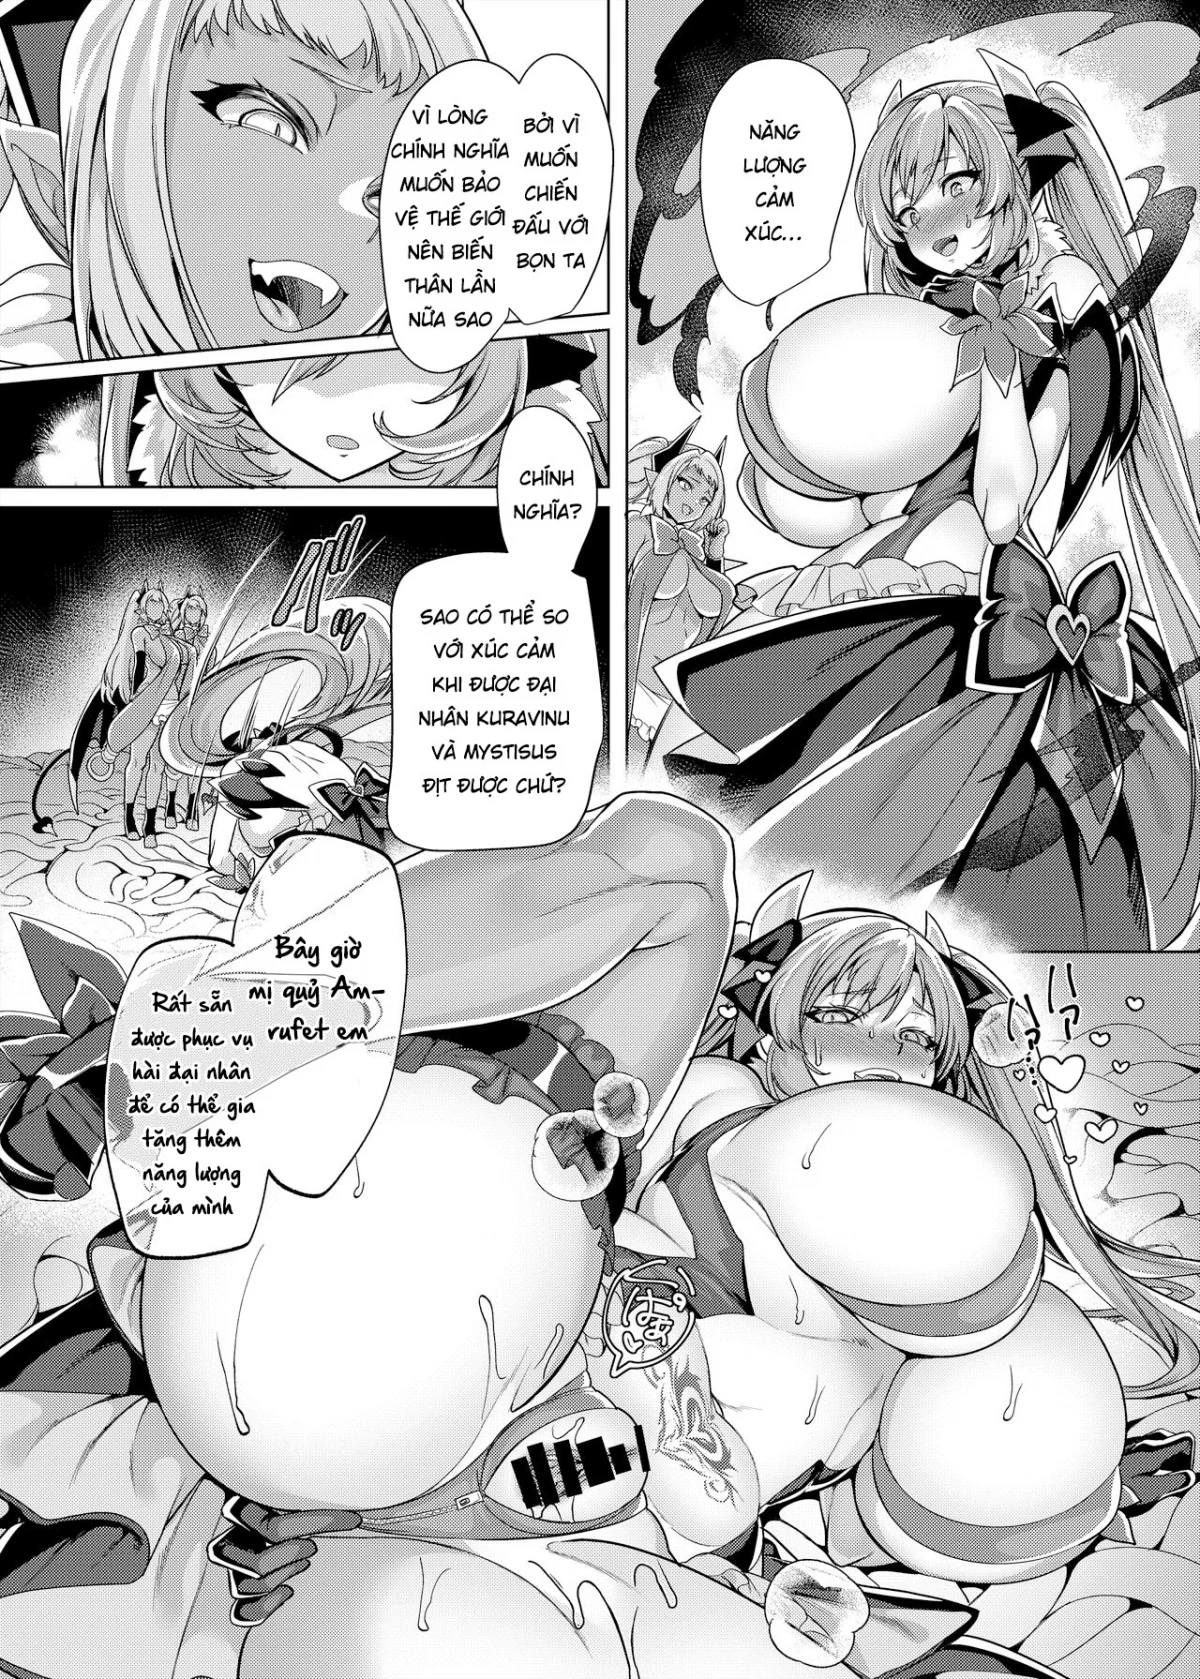 NĂNG
LƯỢNG
CẢM
XÚC...
BỞI VÌ
MUỐN
CHIẾN
ĐẤU VỚI
BỌN TA
VÌ LÒNG
CHÍNH NGHĨA
MUỐN BẢO
VỆ THẾ GIỚI
NÊN BIẾN
THÂN LẦN
NỮA SAO
CHÍNH
NGHĨA?
SAO CÓ THỂ SO
VỚI XÚC CẢM
KHI ĐƯỢC ĐẠI
NHÂN KURAVINU
VÀ MYSTISUS
ĐỊT ĐƯỢC CHỨ?
Bây giờ
mị quỷ Am-
rufet em
Rất sẵn
được phục vụ
hài đại nhân
để có thể gia
tăng thêm
năng lượng
của mình